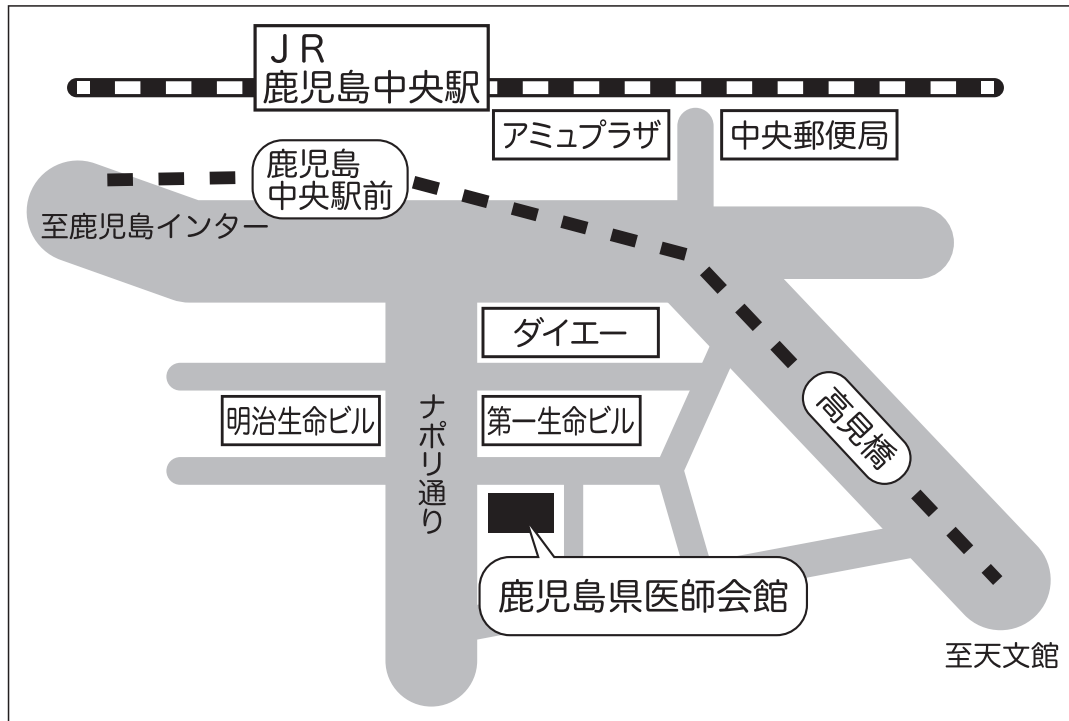 ＪＲ
鹿児島中央駅
アミュプラザ
中央郵便局
鹿児島
中央駅前
至鹿児島インター
ダイエー
明治生命ビル
ナポリ通り
第一生命ビル
高見橋
鹿児島県医師会館
至天文館